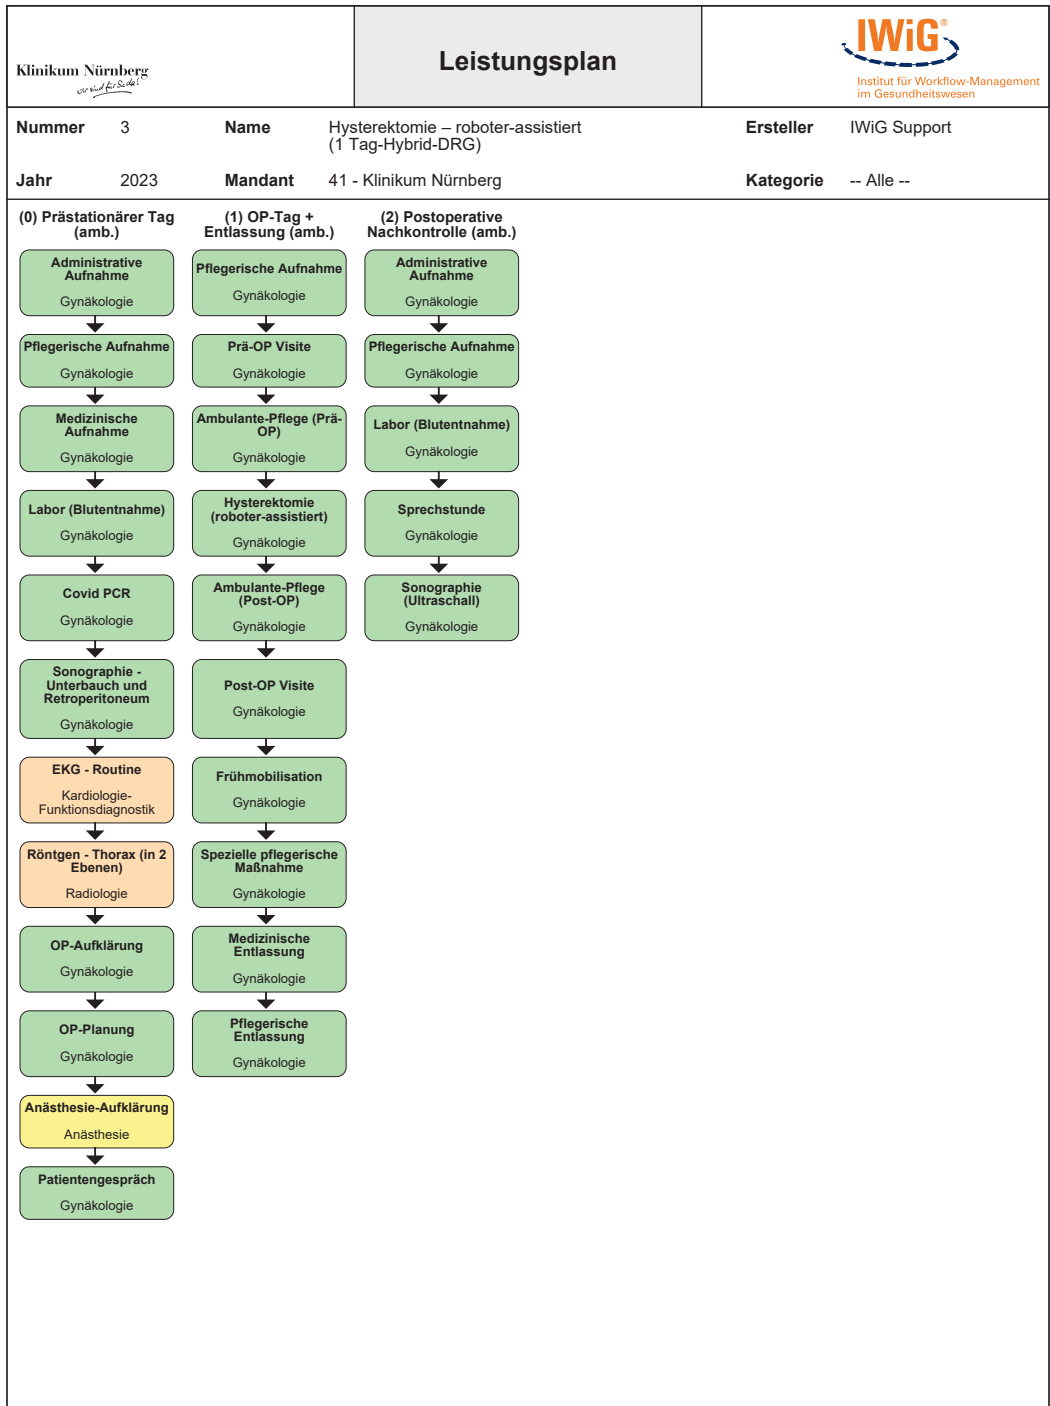 Klinikum Nürnberg
wir sind für Sie da!
Leistungsplan
IWiG®
Institut für Workflow-Management
im Gesundheitswesen
Nummer 3 Name Hysterektomie – roboter-assistiert
(1 Tag-Hybrid-DRG)
Ersteller IWiG Support
Jahr 2023 Mandant 41 - Klinikum Nürnberg Kategorie -- Alle --
(0) Prästationärer Tag
(amb.)
Administrative
Aufnahme
Gynäkologie
Pflegerische Aufnahme
Gynäkologie
Medizinische
Aufnahme
Gynäkologie
Labor (Blutentnahme)
Gynäkologie
Covid PCR
Gynäkologie
Sonographie -
Unterbauch und
Retroperitoneum
Gynäkologie
EKG - Routine
Kardiologie-
Funktionsdiagnostik
Röntgen - Thorax (in 2
Ebenen)
Radiologie
OP-Aufklärung
Gynäkologie
OP-Planung
Gynäkologie
Anästhesie-Aufklärung
Anästhesie
Patientengespräch
Gynäkologie
(1) OP-Tag +
Entlassung (amb.)
Pflegerische Aufnahme
Gynäkologie
Prä-OP Visite
Gynäkologie
Ambulante-Pflege (Prä-
OP)
Gynäkologie
Hysterektomie
(roboter-assistiert)
Gynäkologie
Ambulante-Pflege
(Post-OP)
Gynäkologie
Post-OP Visite
Gynäkologie
Frühmobilisation
Gynäkologie
Spezielle pflegerische
Maßnahme
Gynäkologie
Medizinische
Entlassung
Gynäkologie
Pflegerische
Entlassung
Gynäkologie
(2) Postoperative
Nachkontrolle (amb.)
Administrative
Aufnahme
Gynäkologie
Pflegerische Aufnahme
Gynäkologie
Labor (Blutentnahme)
Gynäkologie
Sprechstunde
Gynäkologie
Sonographie
(Ultraschall)
Gynäkologie